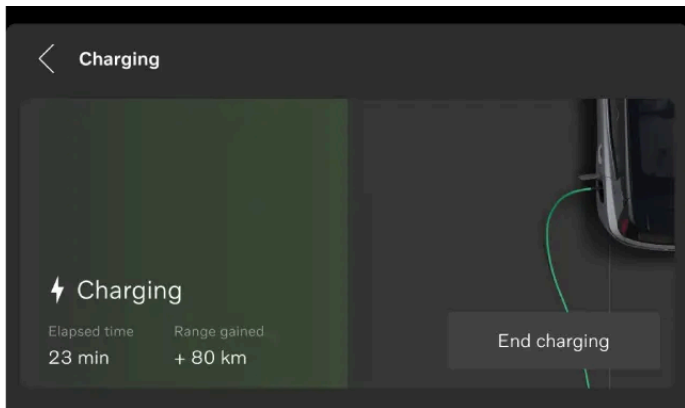 Charging
Charging
Elapsed time Range gained
23 min + 80 km
End charging